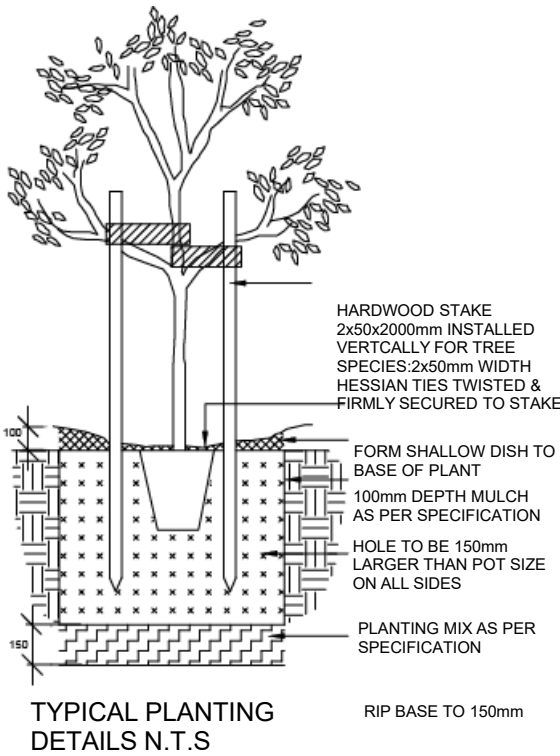 HARDWOOD STAKE
2x50x2000mm INSTALLED
VERTCALLY FOR TREE
SPECIES:2x50mm WIDTH
HESSIAN TIES TWISTED &
FIRMLY SECURED TO STAKE
100
FORM SHALLOW DISH TO
BASE OF PLANT
100mm DEPTH MULCH
AS PER SPECIFICATION
HOLE TO BE 150mm
LARGER THAN POT SIZE
ON ALL SIDES
PLANTING MIX AS PER
SPECIFICATION
150
RIP BASE TO 150mm
TYPICAL PLANTING
DETAILS N.T.S